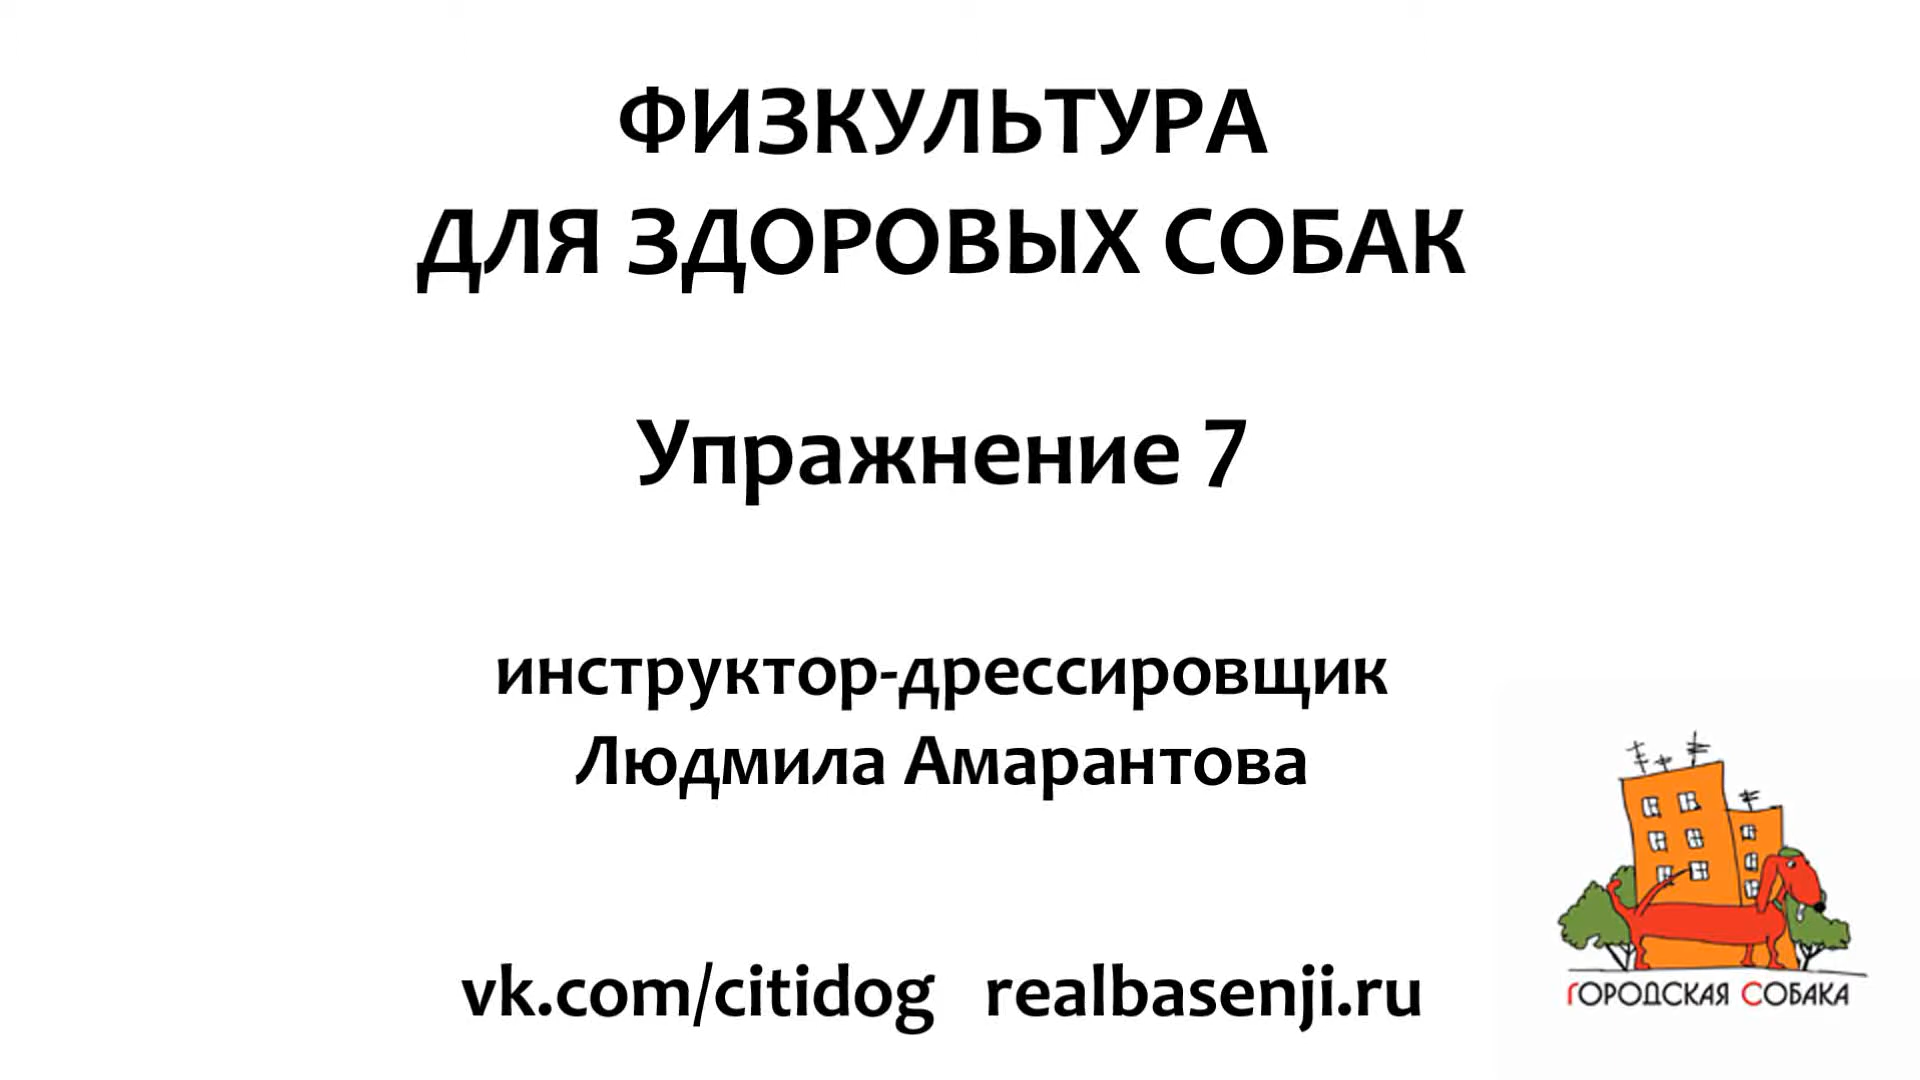 ФИЗКУЛЬТУРА
ДЛЯ ЗДОРОВЫХ СОБАК
Упражнение 7
инструктор-дрессировщик
Людмила Амарантова
vk.com/citidog realbasenji.ru
ГОРОДСКАЯ СОБАКА